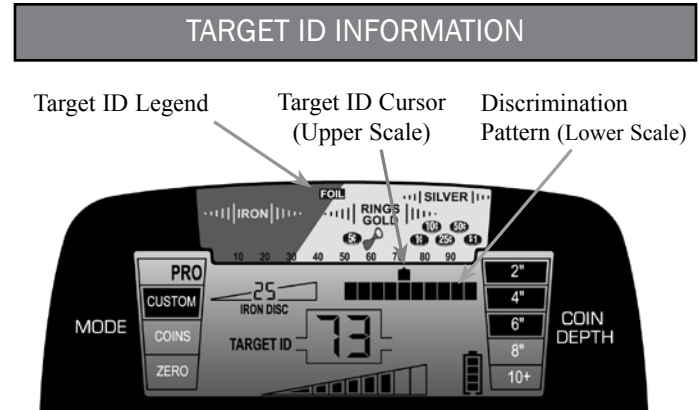 TARGET ID INFORMATION
Target ID Legend
Target ID Cursor
(Upper Scale)
Discrimination
Pattern (Lower Scale)
FOIL
IRON
RINGS
GOLD
SILVER
10¢ 50¢
5¢ 1¢ 25¢ $1
10 20 30 40 50 60 70 80 90
PRO
CUSTOM
COINS
ZERO
MODE
25
IRON DISC
TARGET ID
73
2"
4"
6"
8"
10+
COIN
DEPTH